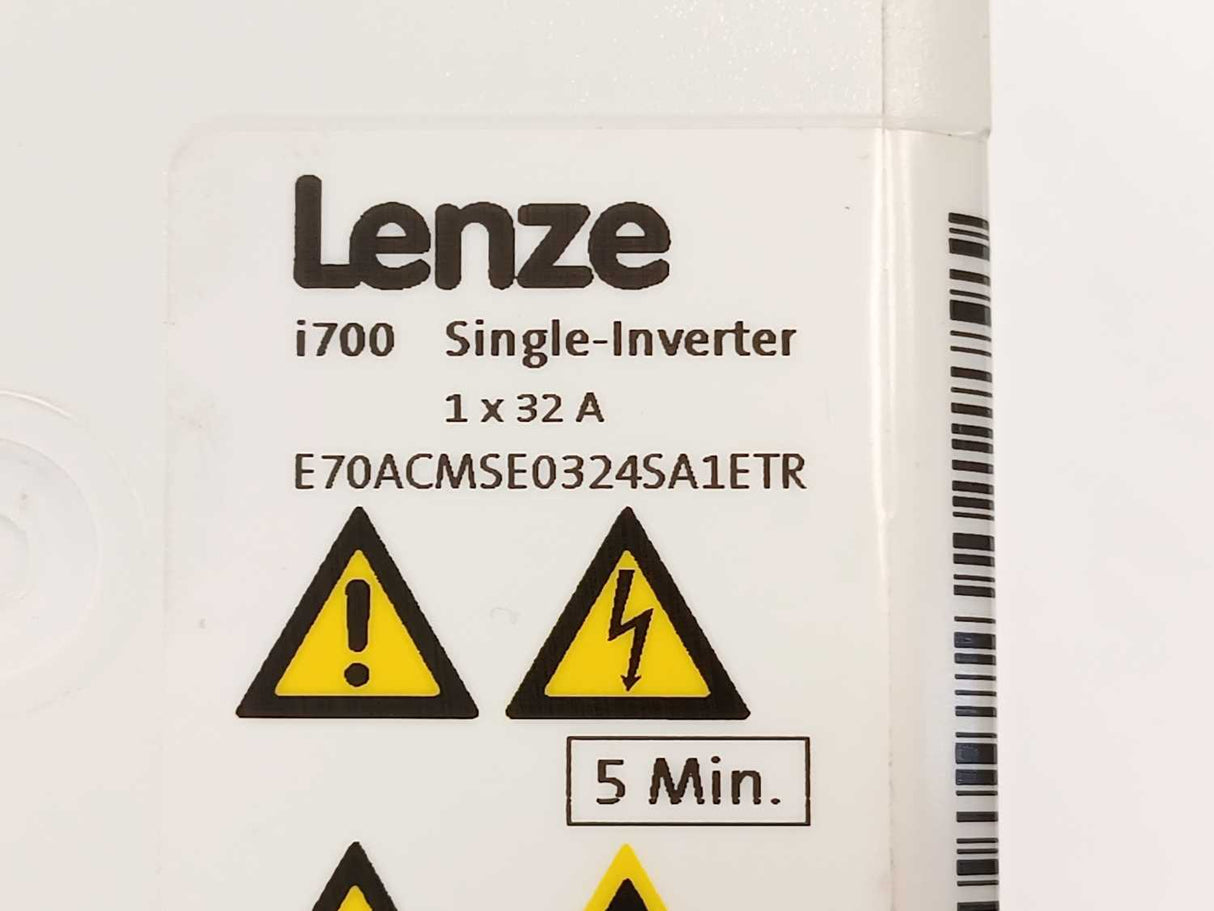 Lenze
i700 Single-Inverter
1 x 32 A
E70ACMSE0324SA1ETR
5 Min.